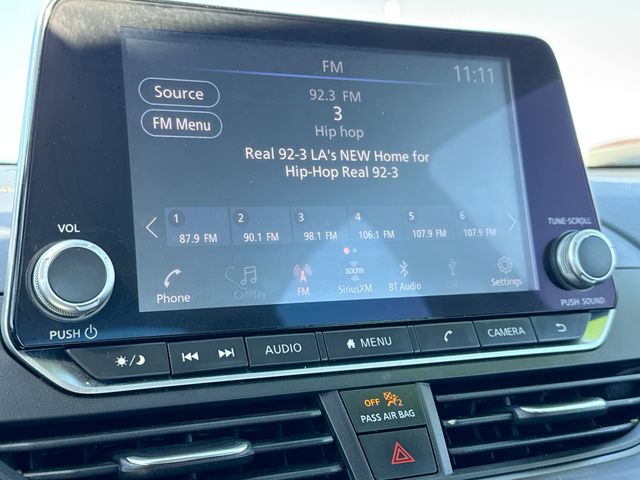 FM
11:11
Source
92.3 FM
3
FM Menu
Hip hop
Real 92-3 LA's NEW Home for
Hip-Hop Real 92-3
1 2 3 4 5 6
87.9 FM 90.1 FM 98.1 FM 106.1 FM 107.9 FM 107.9 FM
Phone CarPlay FM sxm SiriusXM BT Audio Settings
VOL
PUSH
TUNE·SCROLL
PUSH SOUND
AUDIO MENU CAMERA
OFF 2
PASS AIR BAG